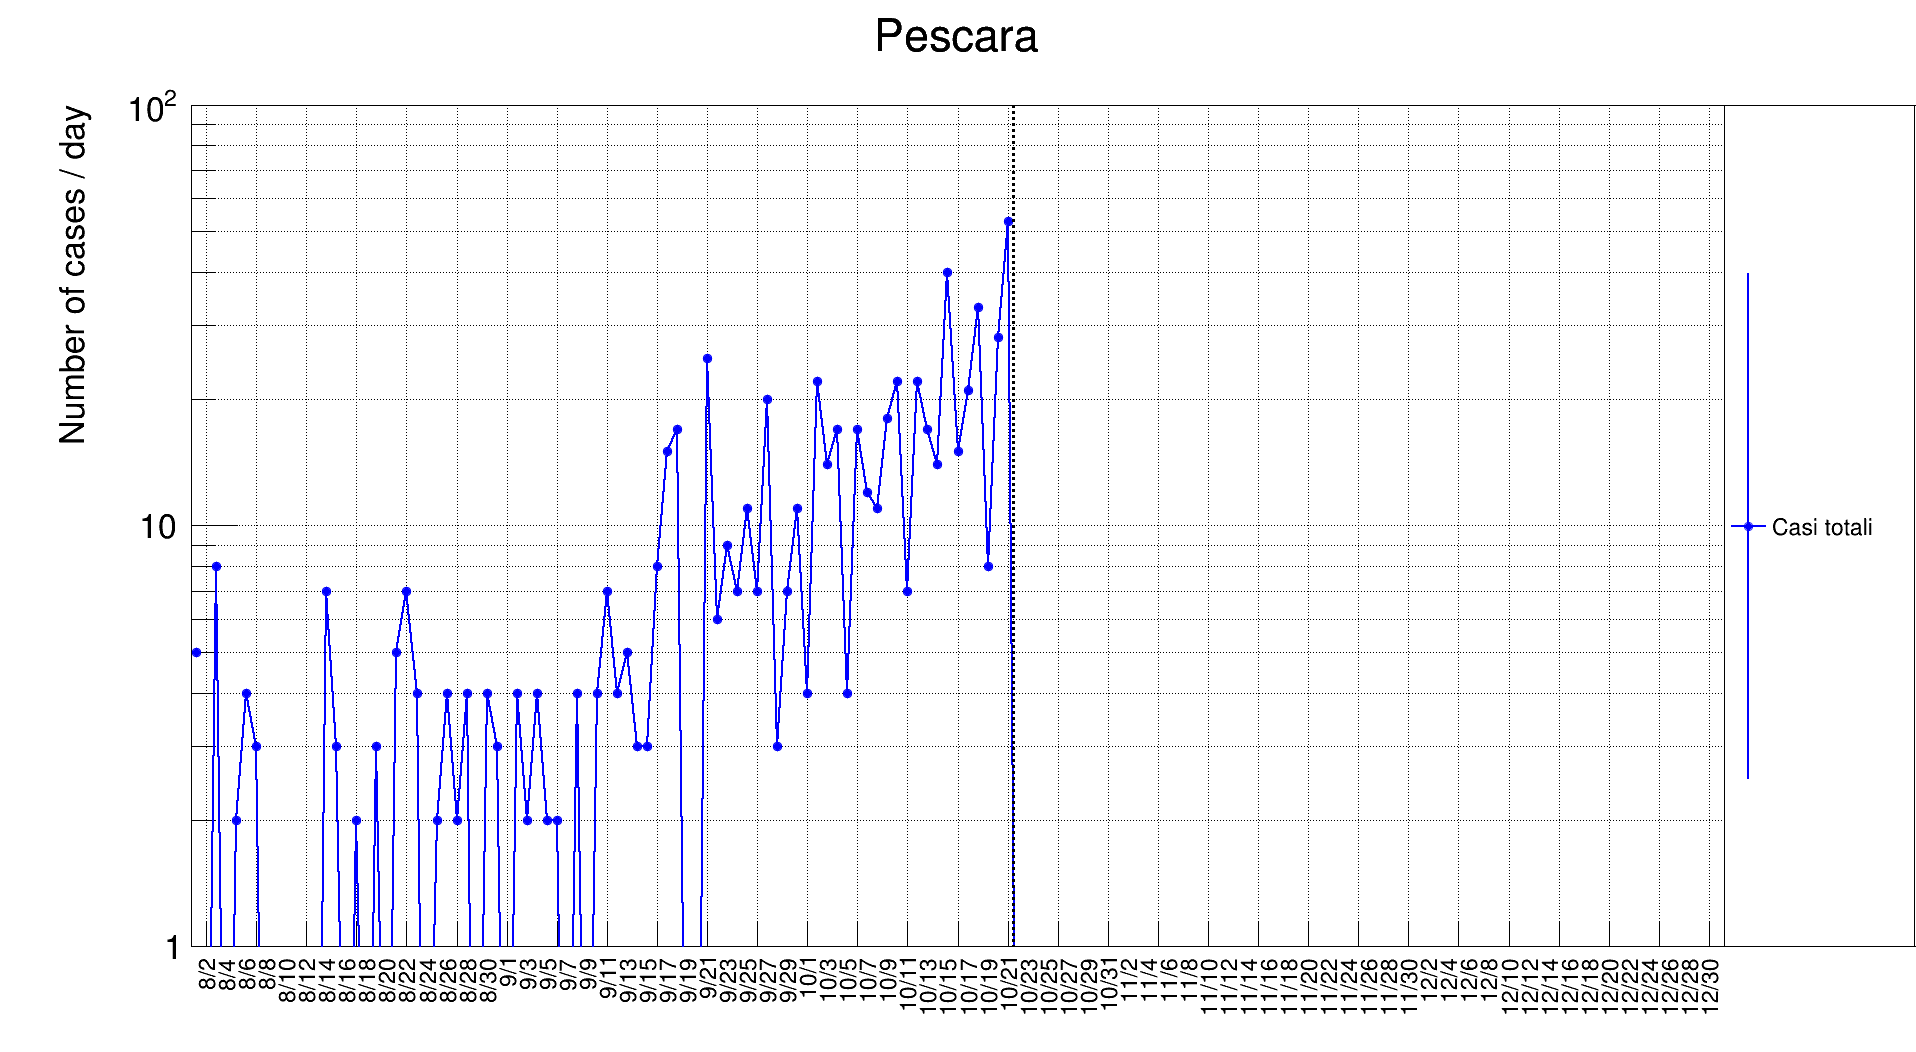 Pescara
Number of cases / day
10²
10
1
8/2 8/4 8/6 8/8 8/10 8/12 8/14 8/16 8/18 8/20 8/22 8/24 8/26 8/28 8/30 9/1 9/3 9/5 9/7 9/9 9/11 9/13 9/15 9/17 9/19 9/21 9/23 9/25 9/27 9/29 10/1 10/3 10/5 10/7 10/9 10/11 10/13 10/15 10/17 10/19 10/21 10/23 10/25 10/27 10/29 10/31 11/2 11/4 11/6 11/8 11/10 11/12 11/14 11/16 11/18 11/20 11/22 11/24 11/26 11/28 11/30 12/2 12/4 12/6 12/8 12/10 12/12 12/14 12/16 12/18 12/20 12/22 12/24 12/26 12/28 12/30
Casi totali